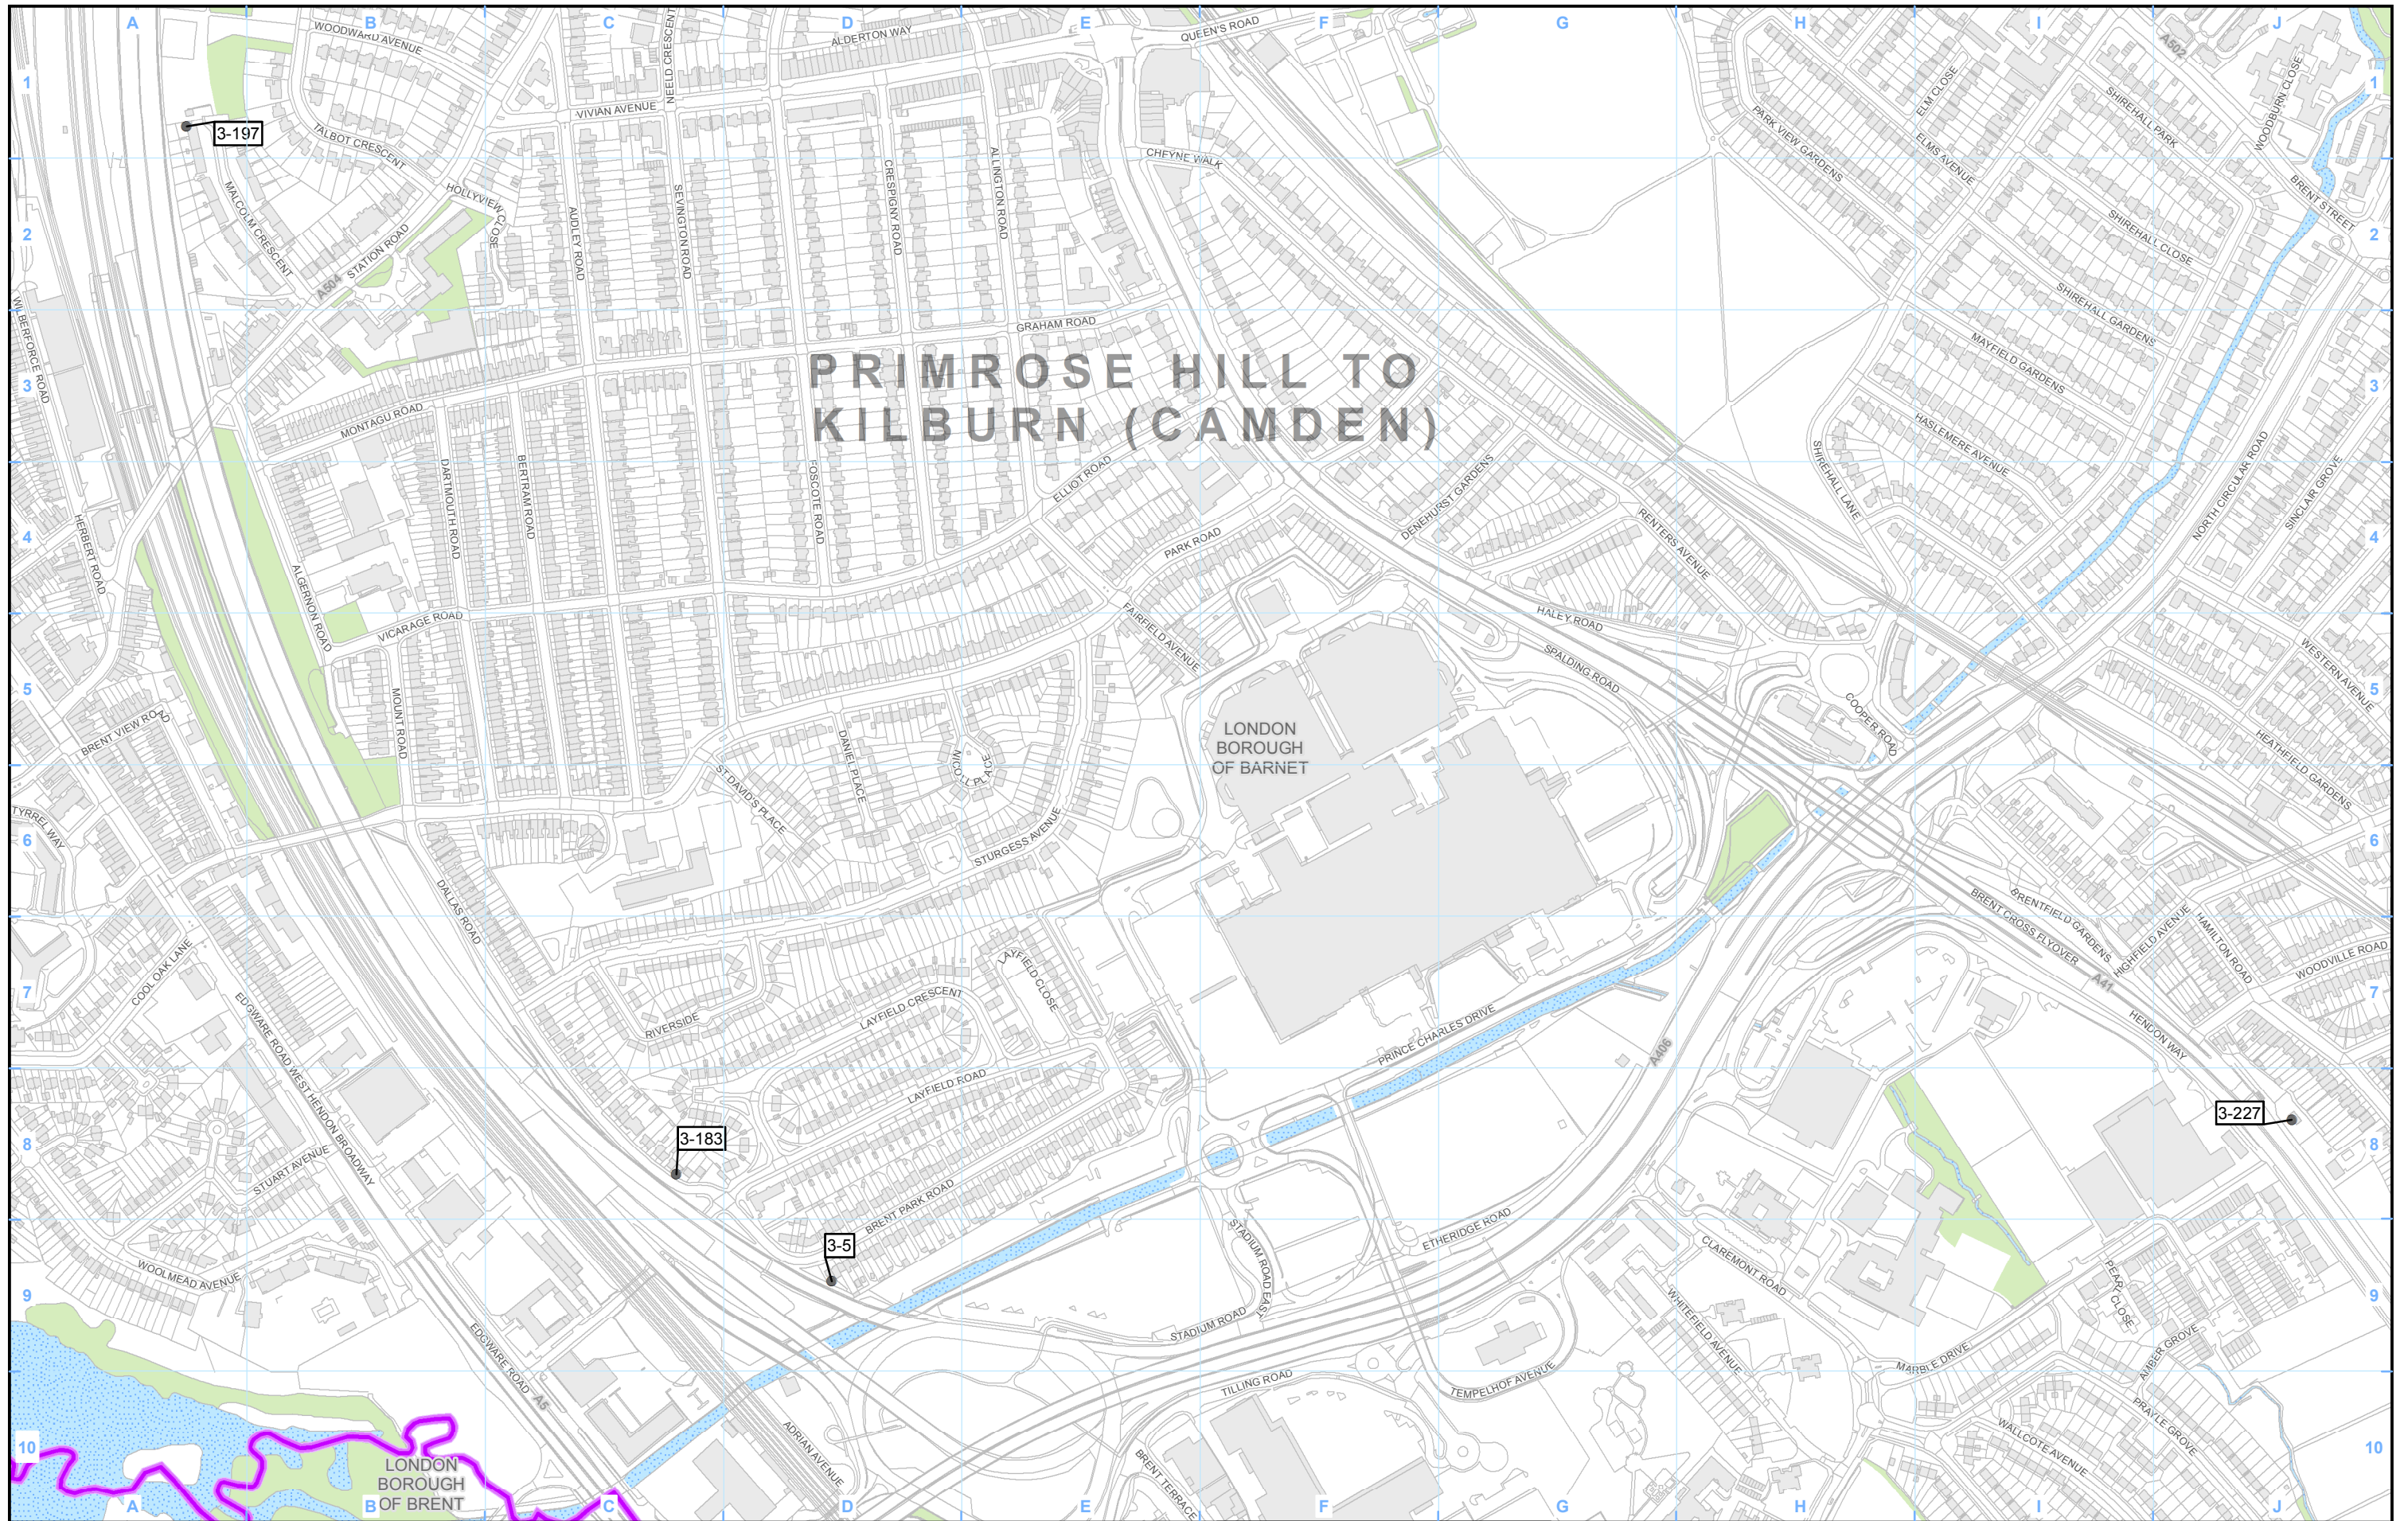 A B C D E F G H I J
1
1
WOODWARD AVENUE
NEELD CRESCENT
ALDERTON WAY
QUEEN'S ROAD
A502
WOODBURN CLOSE
ELM CLOSE
SHIREHALL PARK
VIVIAN AVENUE
3-197
TALBOT CRESCENT
PARK VIEW GARDENS
ELMS AVENUE
CHEYNE WALK
ALLINGTON ROAD
CRESPIGNY ROAD
2
2
MALCOLM CRESCENT
HOLLYVIEW CLOSE
SEVINGTON ROAD
AUDLEY ROAD
BRENT STREET
SHIREHALL CLOSE
STATION ROAD
A504
SHIREHALL GARDENS
WILBERFORCE ROAD
GRAHAM ROAD
MAYFIELD GARDENS
3
3
PRIMROSE HILL TO
KILBURN (CAMDEN)
MONTAGU ROAD
HASLEMERE AVENUE
SHIREHALL LANE
NORTH CIRCULAR ROAD
SINCLAIR GROVE
DARTMOUTH ROAD
BERTRAM ROAD
FOSCOTE ROAD
ELLIOT ROAD
DENEHURST GARDENS
4
4
HERBERT ROAD
PARK ROAD
RENTERS AVENUE
ALGERNON ROAD
VICARAGE ROAD
FAIRFIELD AVENUE
HALEY ROAD
SPALDING ROAD
WESTERN AVENUE
5
5
MOUNT ROAD
BRENT VIEW ROAD
DANIEL PLACE
NICOLL PLACE
LONDON
BOROUGH
OF BARNET
COOPER ROAD
HEATHFIELD GARDENS
ST DAVID'S PLACE
TYRREL WAY
6
6
STURGESS AVENUE
DALLAS ROAD
BRENTFIELD GARDENS
BRENT CROSS FLYOVER
HIGHFIELD AVENUE
HAMILTON ROAD
WOODVILLE ROAD
COOL OAK LANE
LAYFIELD CLOSE
A41
7
7
EDGWARE ROAD WEST HENDON BROADWAY
LAYFIELD CRESCENT
RIVERSIDE
PRINCE CHARLES DRIVE
A406
HENDON WAY
LAYFIELD ROAD
3-183
3-227
8
8
STUART AVENUE
BRENT PARK ROAD
3-5
STADIUM ROAD EAST
ETHERIDGE ROAD
CLAREMONT ROAD
WOOLMEAD AVENUE
PEARL CLOSE
9
9
WHITEFIELD AVENUE
STADIUM ROAD
EDGWARE ROAD
A5
MARBLE DRIVE
AMBER GROVE
TILLING ROAD
TEMPELHOF AVENUE
PRAYLE GROVE
WALLCOTE AVENUE
ADRIAN AVENUE
BRENT TERRACE
10
10
LONDON
BOROUGH
OF BRENT
A B C D E F G H I J